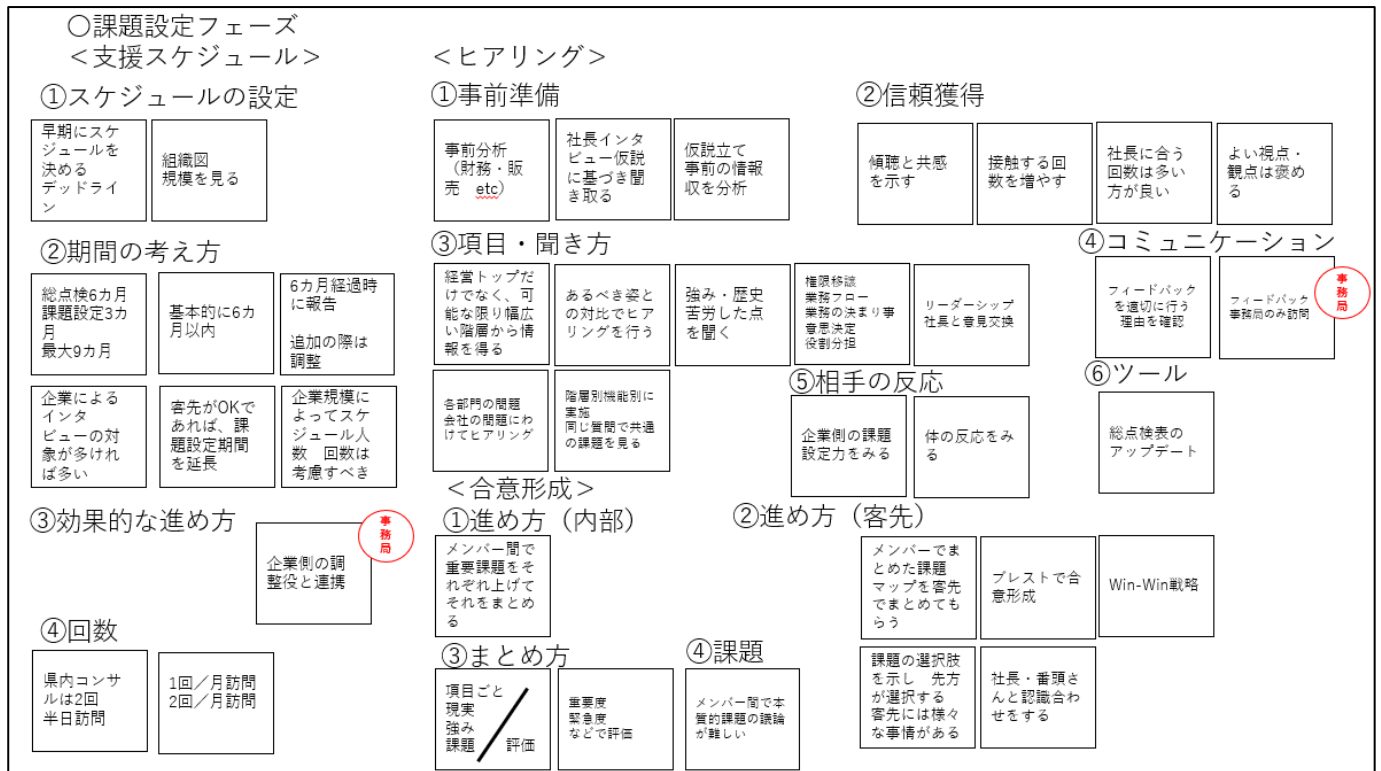 〇課題設定フェーズ
＜支援スケジュール＞
①スケジュールの設定
早期にスケ
ジュールを
決める
デッドライ
ン
組織図
規模を見る
②期間の考え方
総点検6カ月
課題設定3カ
月
最大9カ月
基本的に6カ
月以内
6カ月経過時
に報告
追加の際は
調整
企業による
インタ
ビューの対
象が多けれ
ば多い
客先がOKで
あれば、課
題設定期間
を延長
企業規模に
よってスケ
ジュール人
数　回数は
考慮すべき
③効果的な進め方
企業側の調
整役と連携
事
務
局
④回数
県内コンサ
ルは2回
半日訪問
1回／月訪問
2回／月訪問
＜ヒアリング＞
①事前準備
事前分析
（財務・販
売　etc）
社長インタ
ビュー仮説
に基づき聞
き取る
仮説立て
事前の情報
収を分析
②信頼獲得
傾聴と共感
を示す
接触する回
数を増やす
社長に合う
回数は多い
方が良い
よい視点・
観点は褒め
る
③項目・聞き方
経営トップだ
けでなく、可
能な限り幅広
い階層から情
報を得る
あるべき姿と
の対比でヒア
リングを行う
強み・歴史
苦労した点
を聞く
権限移譲
業務フロー
業務の決まり事
意思決定
役割分担
リーダーシップ
社長と意見交換
各部門の問題
会社の問題にわ
けてヒアリング
階層別機能別に
実施
同じ質問で共通
の課題を見る
④コミュニケーション
フィードバック
を適切に行う
理由を確認
フィードバック
事務局のみ訪問
事
務
局
⑤相手の反応
企業側の課題
設定力をみる
体の反応をみ
る
⑥ツール
総点検表の
アップデート
＜合意形成＞
①進め方（内部）
メンバー間で
重要課題をそ
れぞれ上げて
それをまとめ
る
②進め方（客先）
メンバーでま
とめた課題
マップを客先
でまとめても
らう
ブレストで合
意形成
Win-Win戦略
課題の選択肢
を示し　先方
が選択する
客先には様々
な事情がある
社長・番頭さ
んと認識合わ
せをする
③まとめ方
項目ごと
現実
強み
課題　　評価
重要度
緊急度
などで評価
④課題
メンバー間で本
質的課題の議論
が難しい